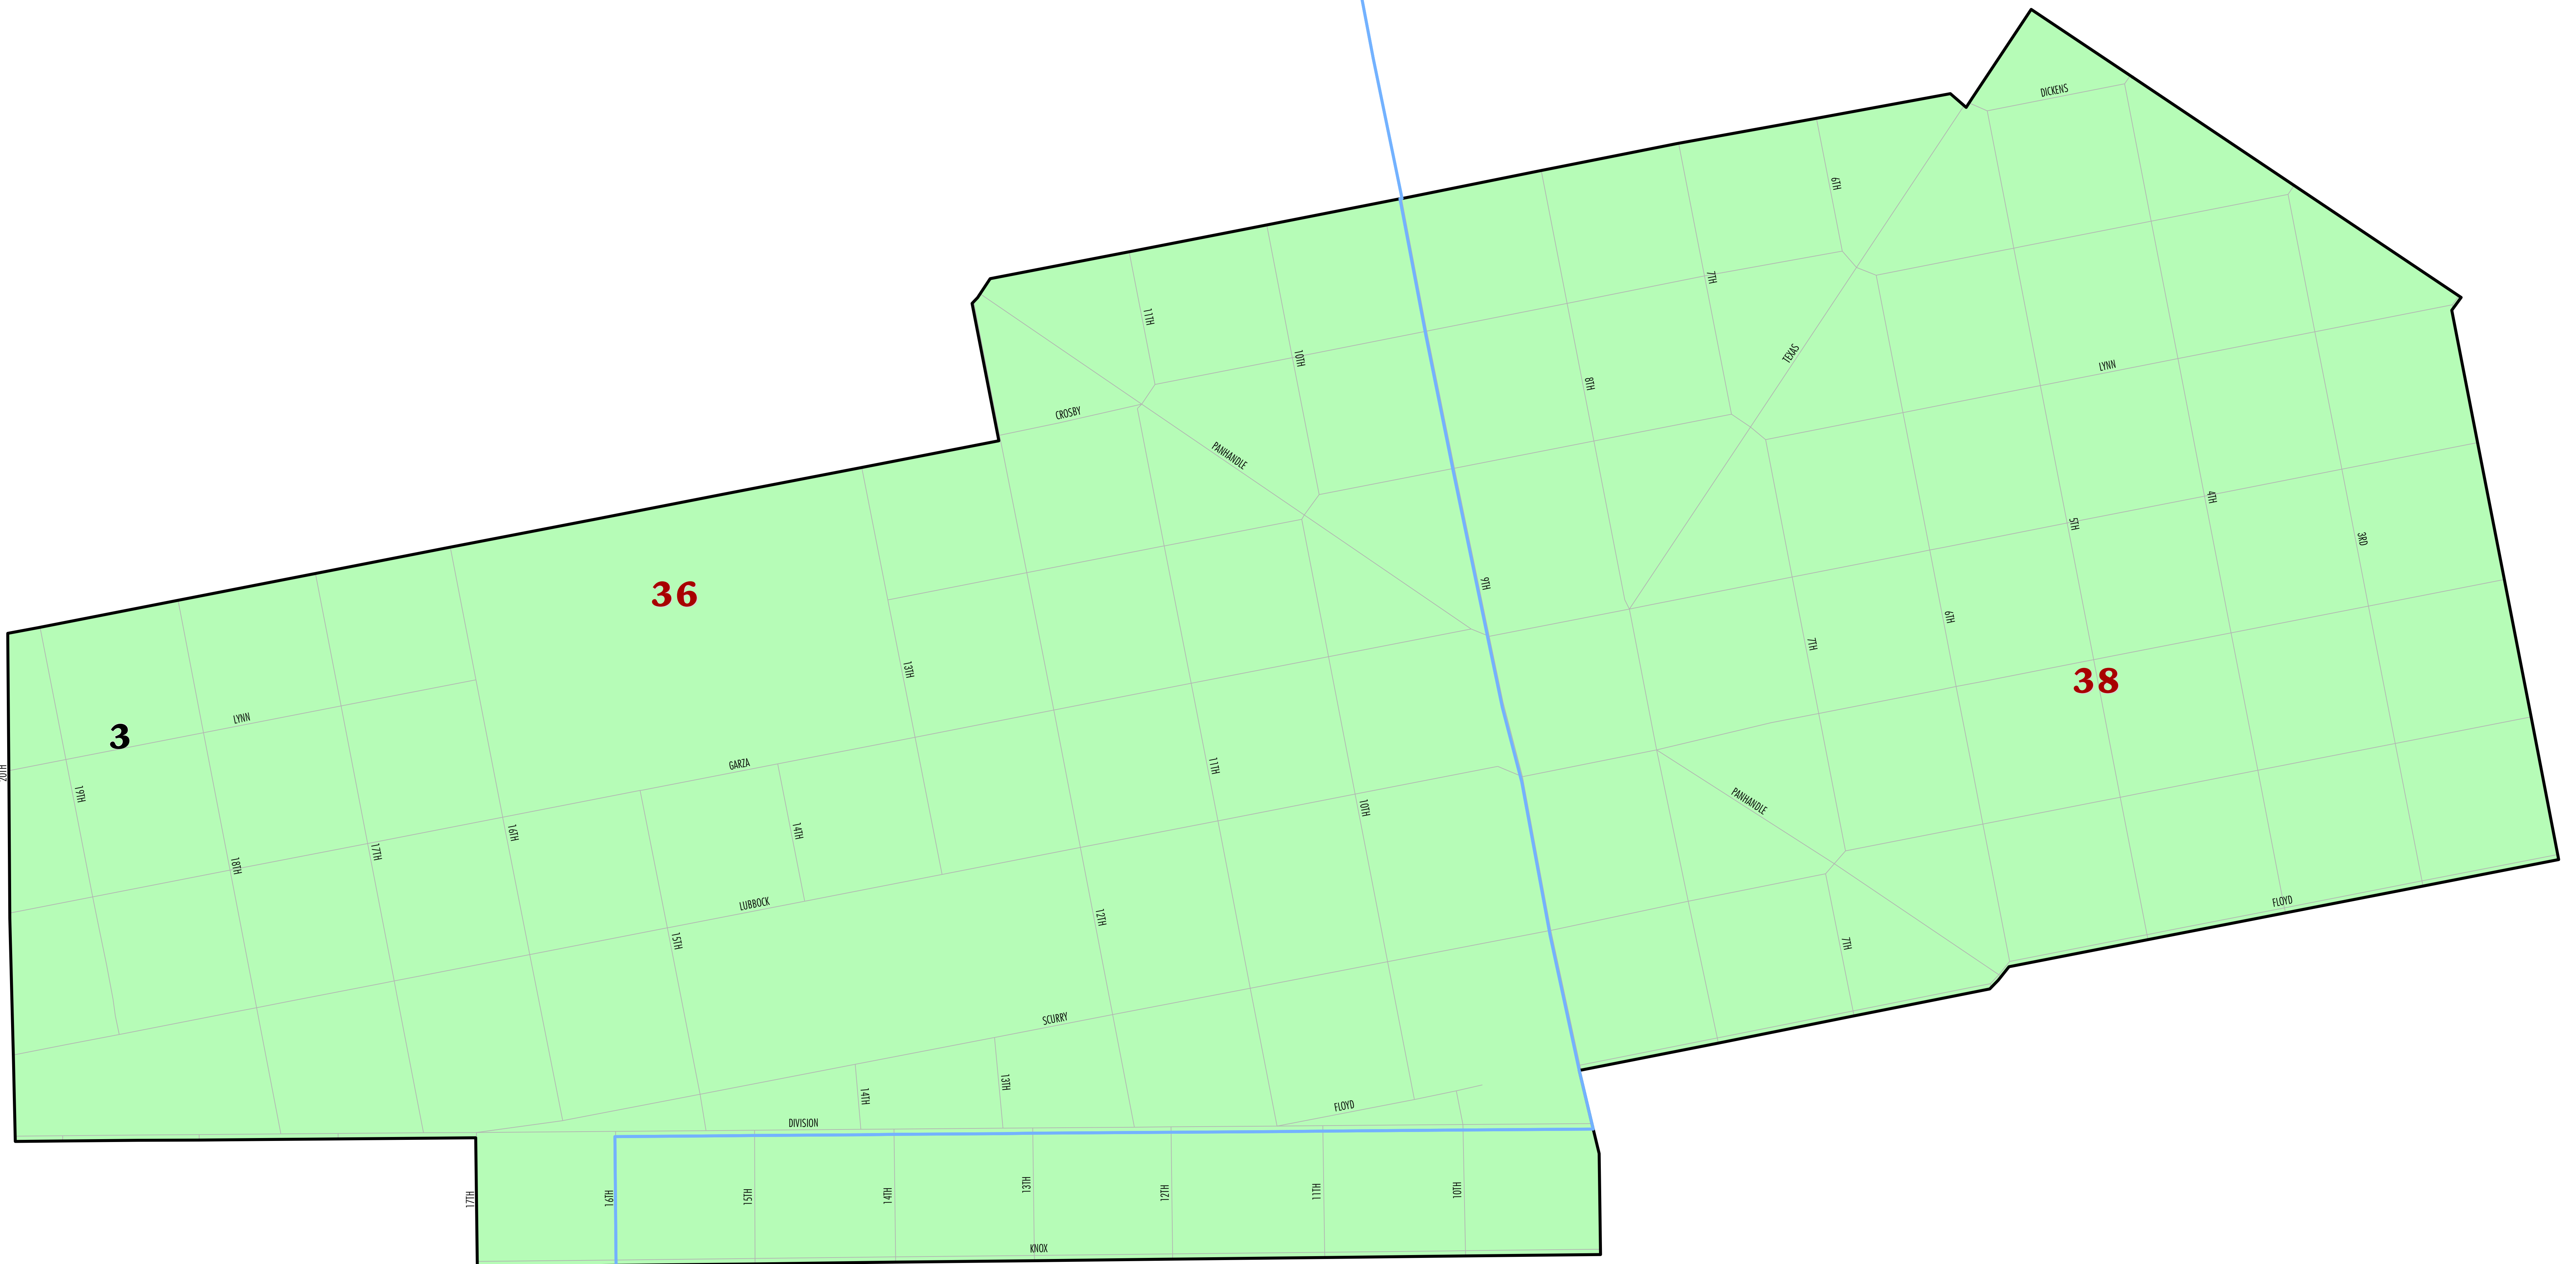 DICKENS
6TH
7TH
11TH
10TH
TEXAS
LYNN
8TH
CROSBY
PANHANDLE
4TH
5TH
3RD
9TH
36
6TH
7TH
13TH
38
LYNN
3
GARZA
11TH
20TH
19TH
PANHANDLE
10TH
14TH
16TH
17TH
18TH
LUBBOCK
FLOYD
12TH
15TH
7TH
SCURRY
13TH
14TH
FLOYD
DIVISION
17TH
16TH
15TH
14TH
13TH
12TH
11TH
10TH
KNOX